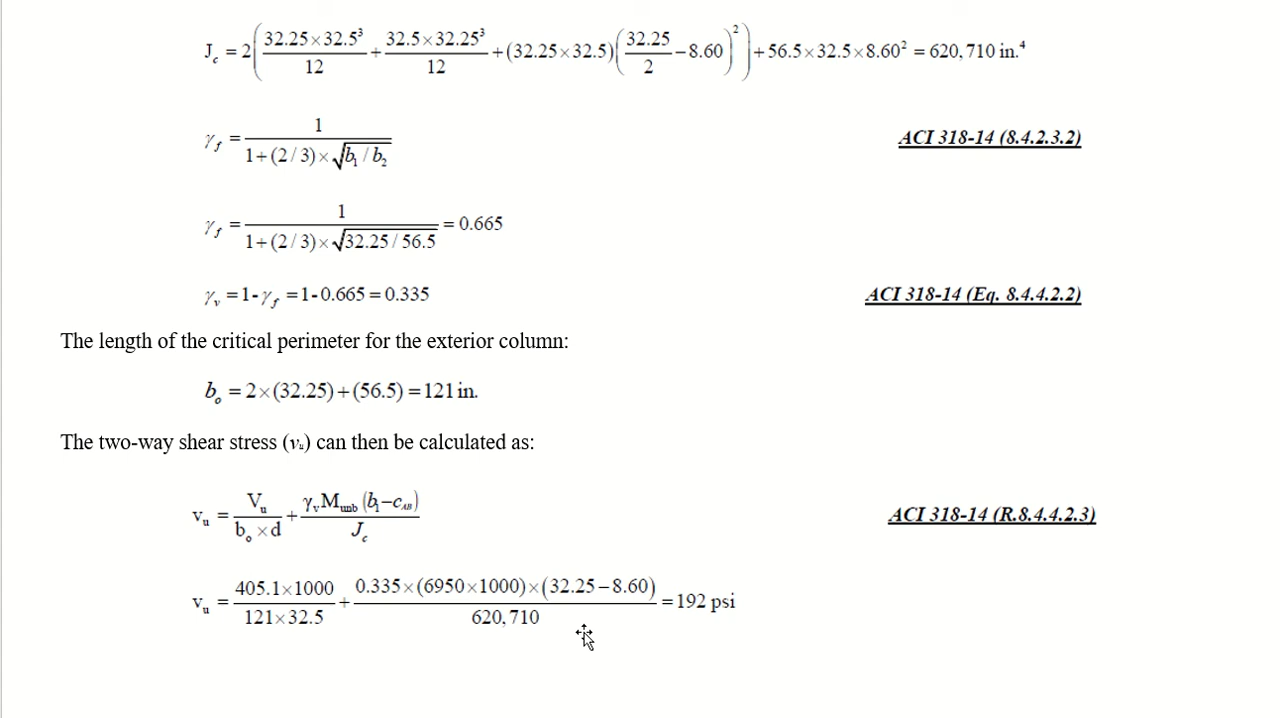 J_c = 2((32.25×32.5³)/12 + (32.5×32.25³)/12 + (32.25×32.5)(32.25/2 − 8.60)²) + 56.5×32.5×8.60² = 620,710 in.⁴
γ_f = 1/(1+(2/3)×√(b₁/b₂))
ACI 318-14 (8.4.2.3.2)
γ_f = 1/(1+(2/3)×√(32.25/56.5)) = 0.665
γ_v = 1-γ_f = 1-0.665 = 0.335
ACI 318-14 (Eq. 8.4.4.2.2)
The length of the critical perimeter for the exterior column:
b_o = 2×(32.25)+(56.5) = 121 in.
The two-way shear stress (v_u) can then be calculated as:
v_u = V_u/(b_o×d) + γ_v M_unb (b₁−c_AB)/J_c
ACI 318-14 (R.8.4.4.2.3)
v_u = (405.1×1000)/(121×32.5) + (0.335×(6950×1000)×(32.25−8.60))/620,710 = 192 psi